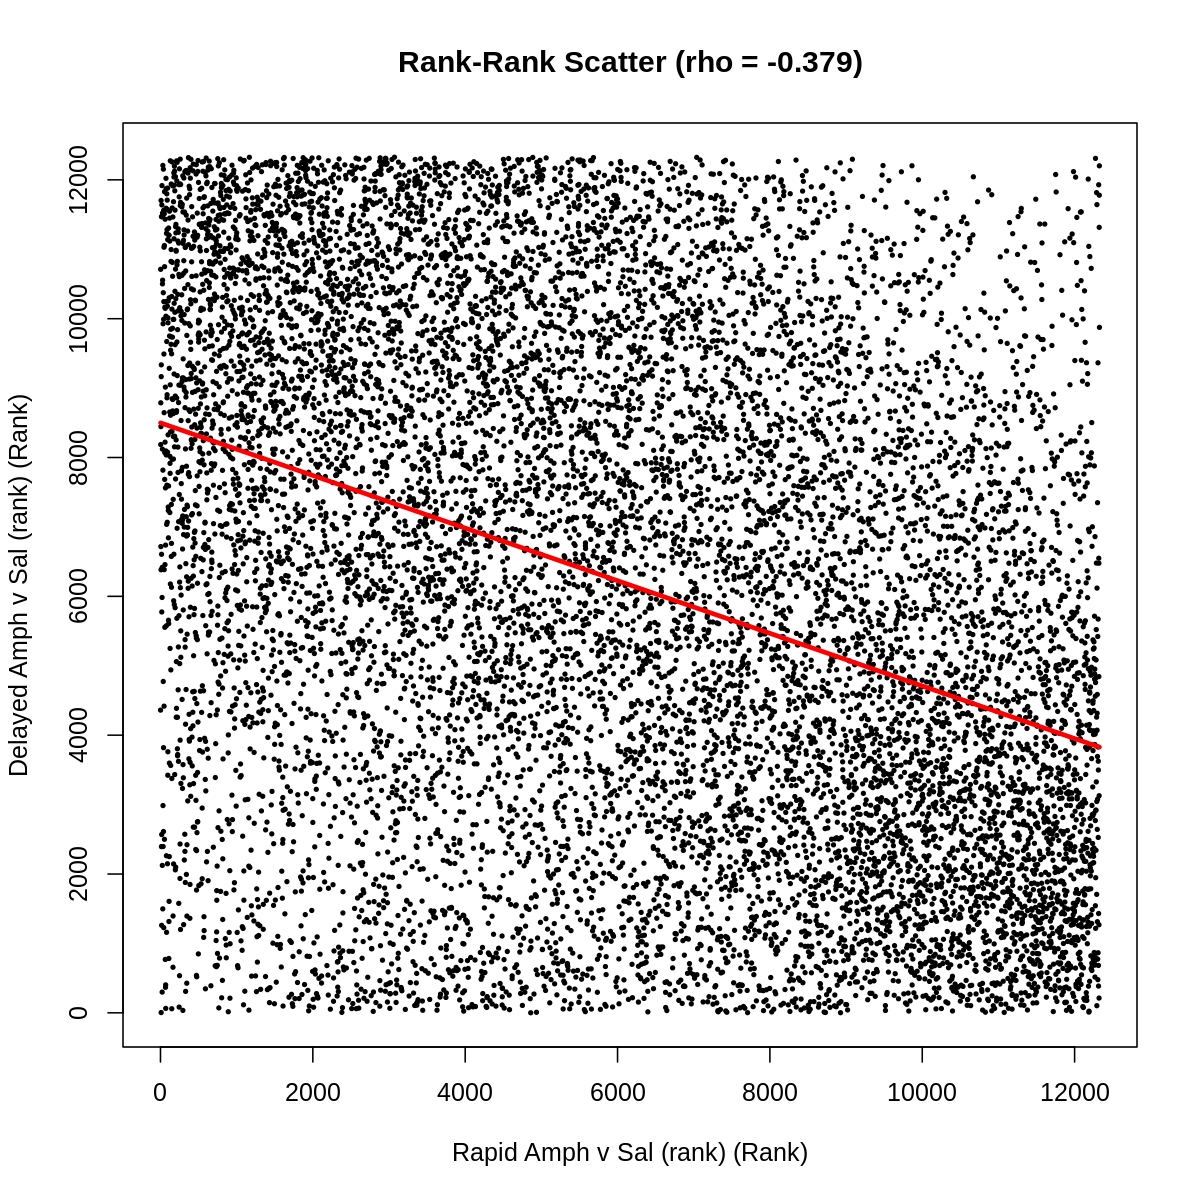 Rank-Rank Scatter (rho = -0.379)
Delayed Amph v Sal (rank) (Rank)
12000
10000
8000
6000
4000
2000
0
0 2000 4000 6000 8000 10000 12000
Rapid Amph v Sal (rank) (Rank)